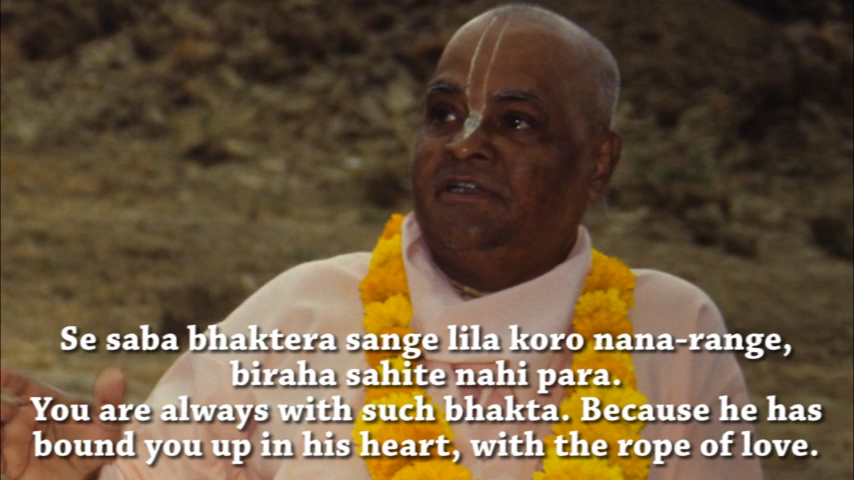 Se saba bhaktera sange lila koro nana-range,
biraha sahite nahi para.
You are always with such bhakta. Because he has
bound you up in his heart, with the rope of love.